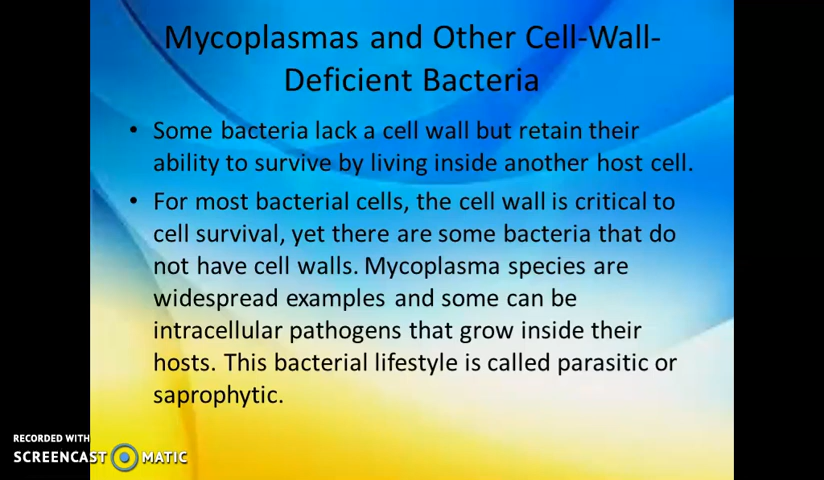 Mycoplasmas and Other Cell-Wall-
Deficient Bacteria
• Some bacteria lack a cell wall but retain their
ability to survive by living inside another host cell.
• For most bacterial cells, the cell wall is critical to
cell survival, yet there are some bacteria that do
not have cell walls. Mycoplasma species are
widespread examples and some can be
intracellular pathogens that grow inside their
hosts. This bacterial lifestyle is called parasitic or
saprophytic.
RECORDED WITH
SCREENCAST MATIC